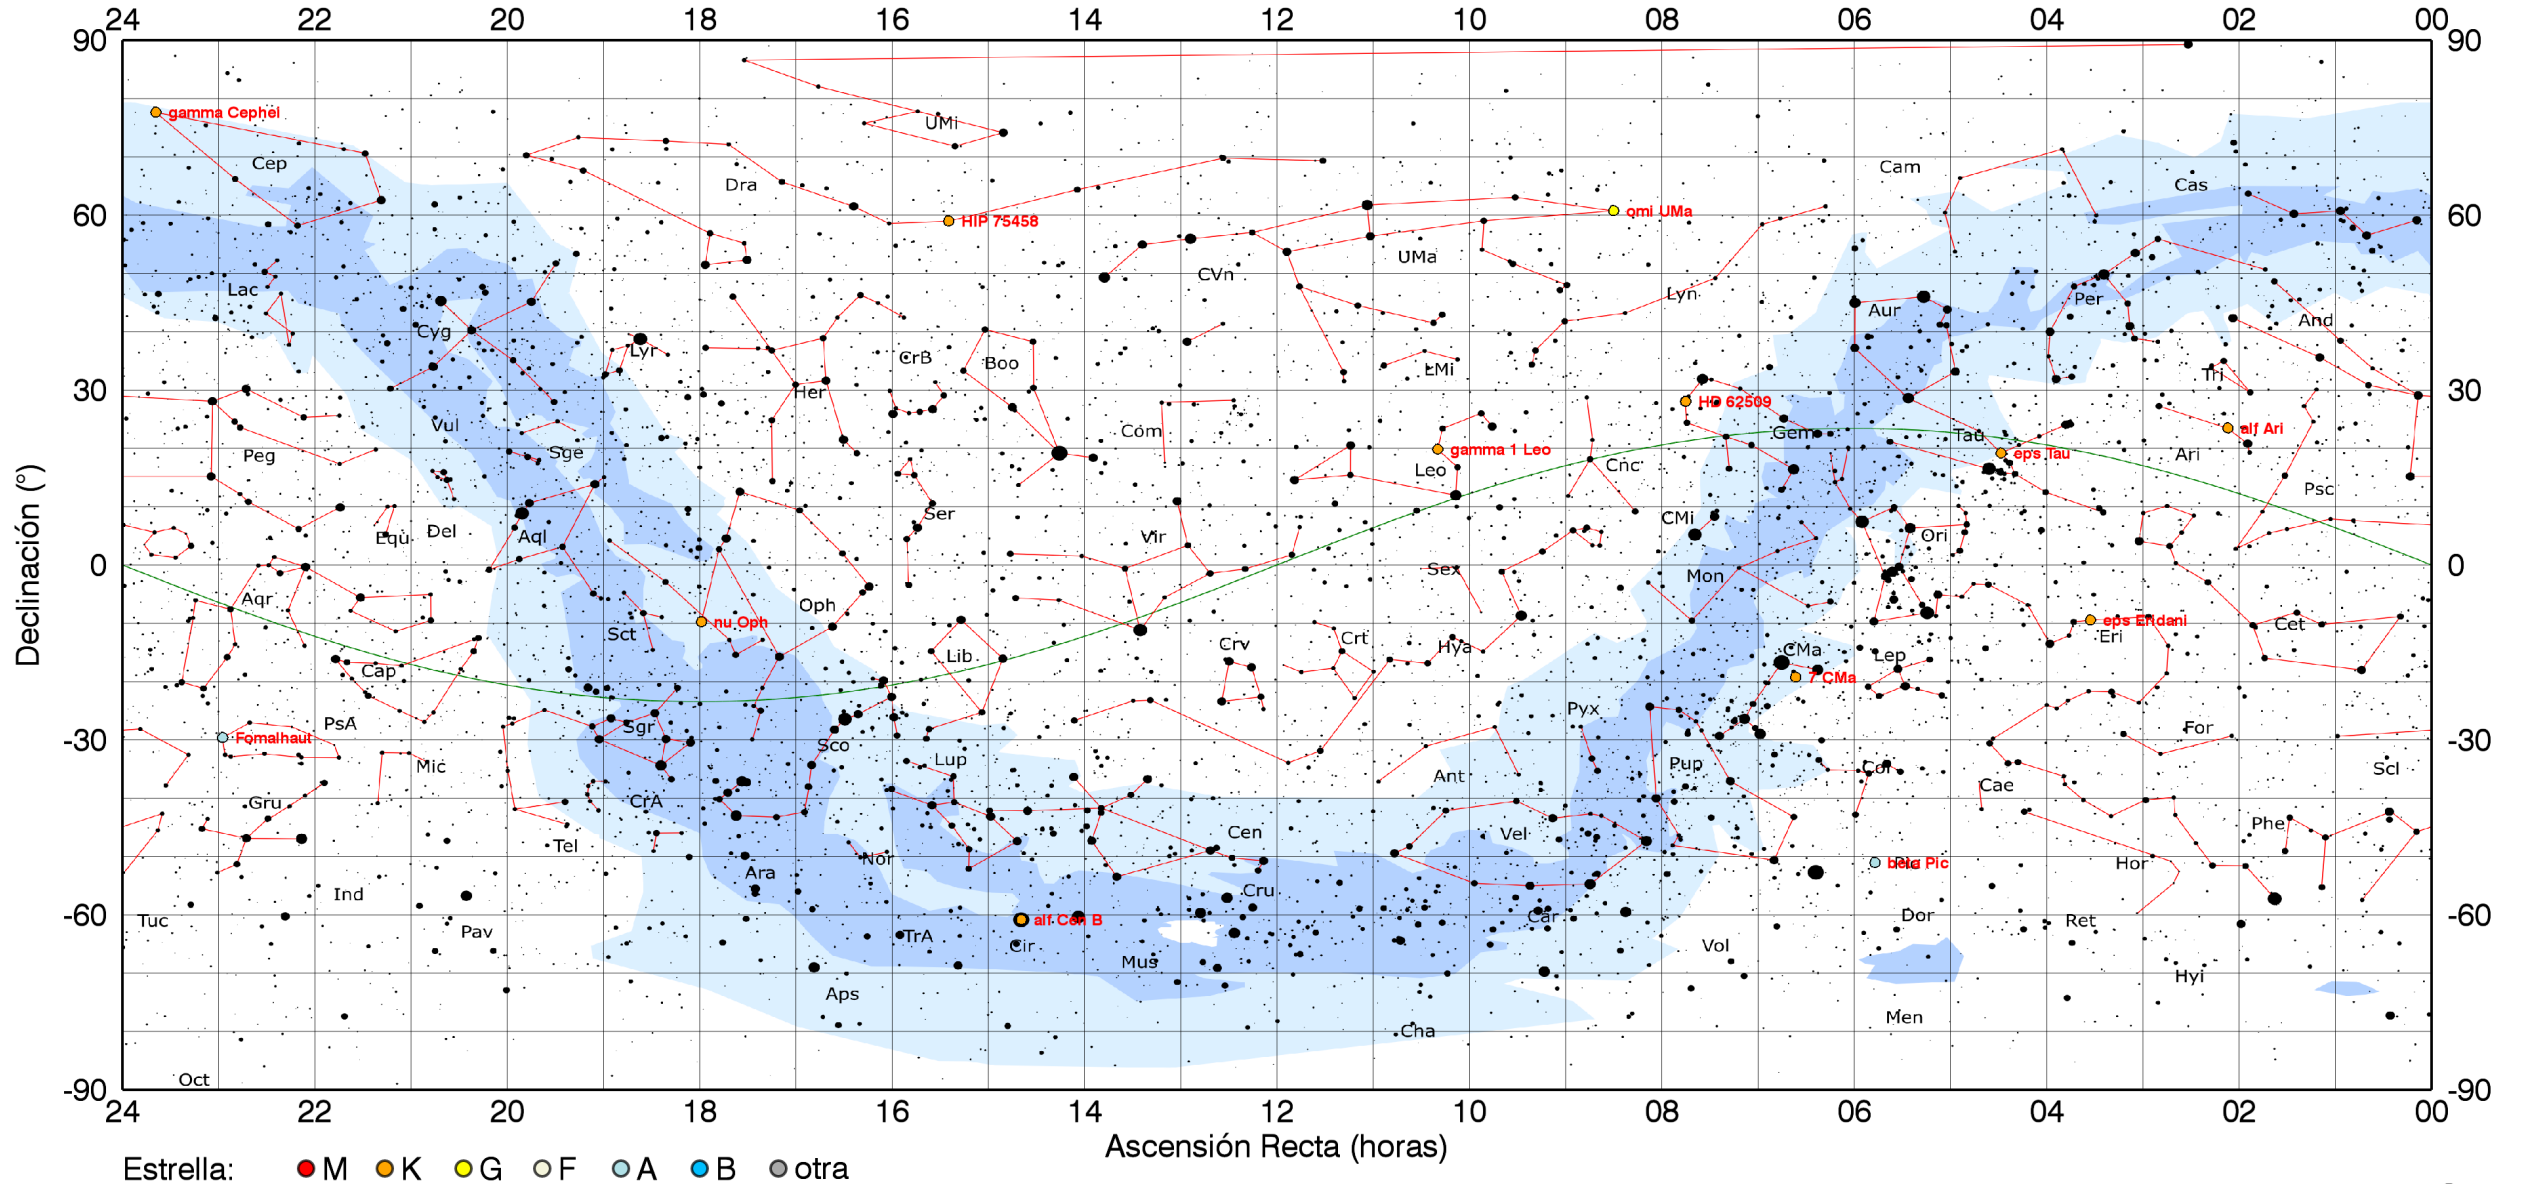 24 22 20 18 16 14 12 10 08 06 04 02 00
90 90
gamma Cephei
UMi
Cep Dra Cam Cas
60 HIP 75458 omi UMa 60
UMa
CVn
Lac Lyn Per
Cyg Aur And
Lyr CrB Boo
LMi Tri
30 Her HD 62509 30
Vul Com Gem Tau alf Ari
Peg Sge gamma 1 Leo eps Tau Ari
Leo Cnc
Psc
Ser CMi
Equ Del Aql Vir Ori
0 Sex Mon 0
Aqr Oph
Sct nu Oph eps Eridani
Cet
Crv Crt Hya Eri
Cap Lib CMa Lep
7 CMa
PsA Sgr Pyx For
Fomalhaut
-30 Sco -30
Mic Lup Ant Pup Col Scl
Cae
Gru CrA
Cen Vel Phe
Tel
Nor beta Pic Hor
Ara
Ind Cru
Tuc alf Cen B Car Dor Ret
-60 -60
Pav TrA Cir Vol
Mus Hyi
Aps
Men
Cha
Oct
-90 -90
24 22 20 18 16 14 12 10 08 06 04 02 00
Declinación (°)
Ascensión Recta (horas)
Estrella: M K G F A B otra